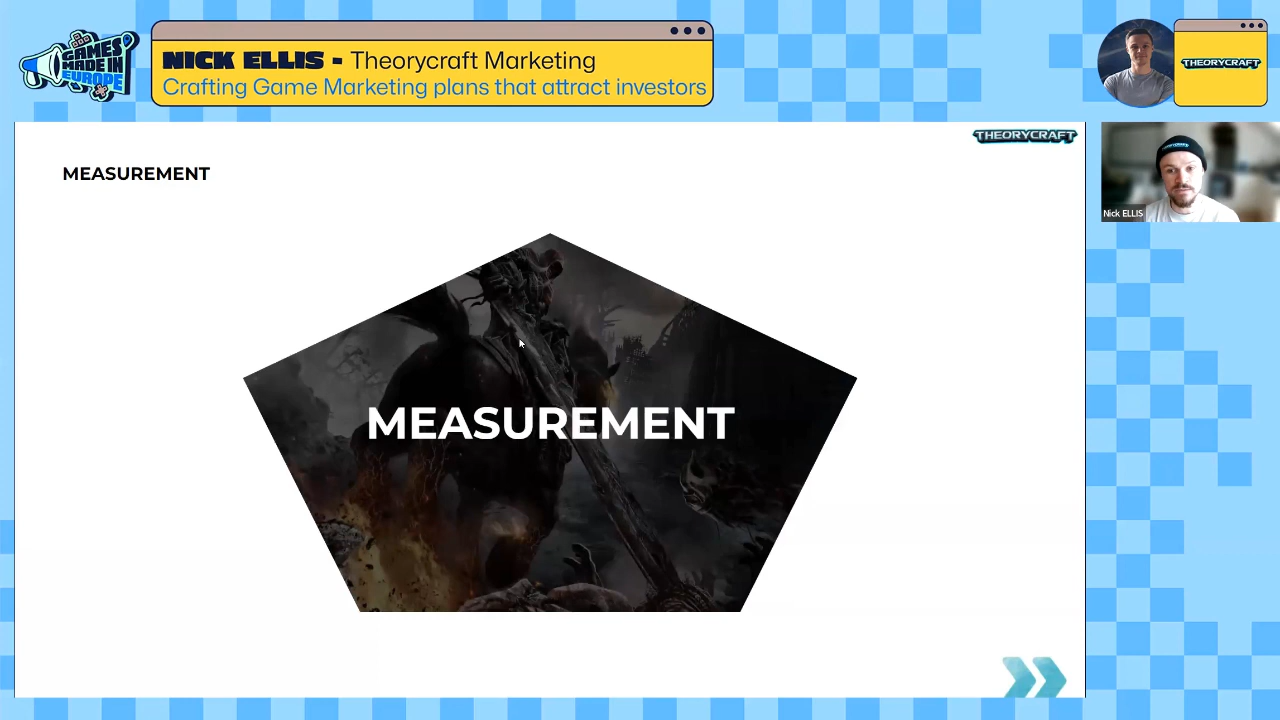 GAMES
MADE IN
EUROPE
NICK ELLIS - Theorycraft Marketing
Crafting Game Marketing plans that attract investors
THEORYCRAFT
THEORYCRAFT
MEASUREMENT
Nick ELLIS
MEASUREMENT